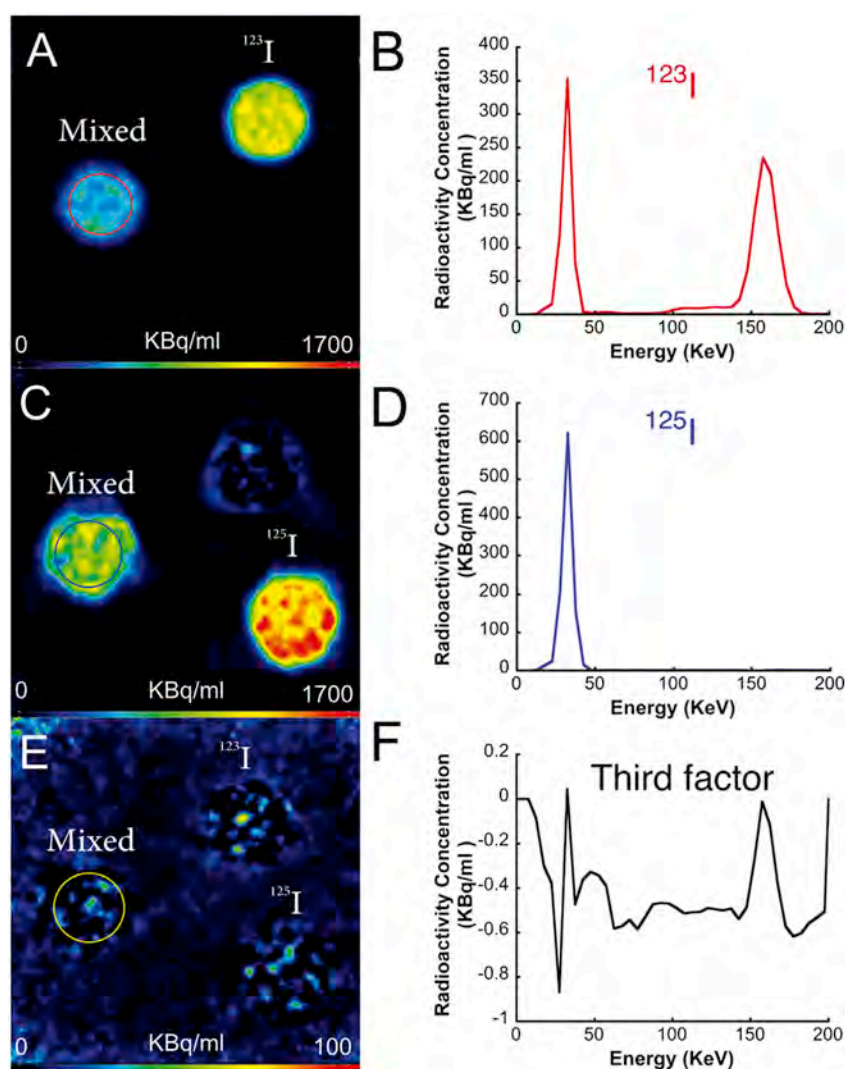 A
¹²³I
Mixed
0 KBq/ml 1700
B
¹²³I
Radioactivity Concentration
(KBq/ml)
400
350
300
250
200
150
100
50
0
0 50 100 150 200
Energy (KeV)
C
Mixed
¹²⁵I
0 KBq/ml 1700
D
¹²⁵I
Radioactivity Concentration
(KBq/ml)
700
600
500
400
300
200
100
0
0 50 100 150 200
Energy (KeV)
E
¹²³I
Mixed
¹²⁵I
0 KBq/ml 100
F
Third factor
Radioactivity Concentration
(KBq/ml)
0.2
0
-0.2
-0.4
-0.6
-0.8
-1
0 50 100 150 200
Energy (KeV)